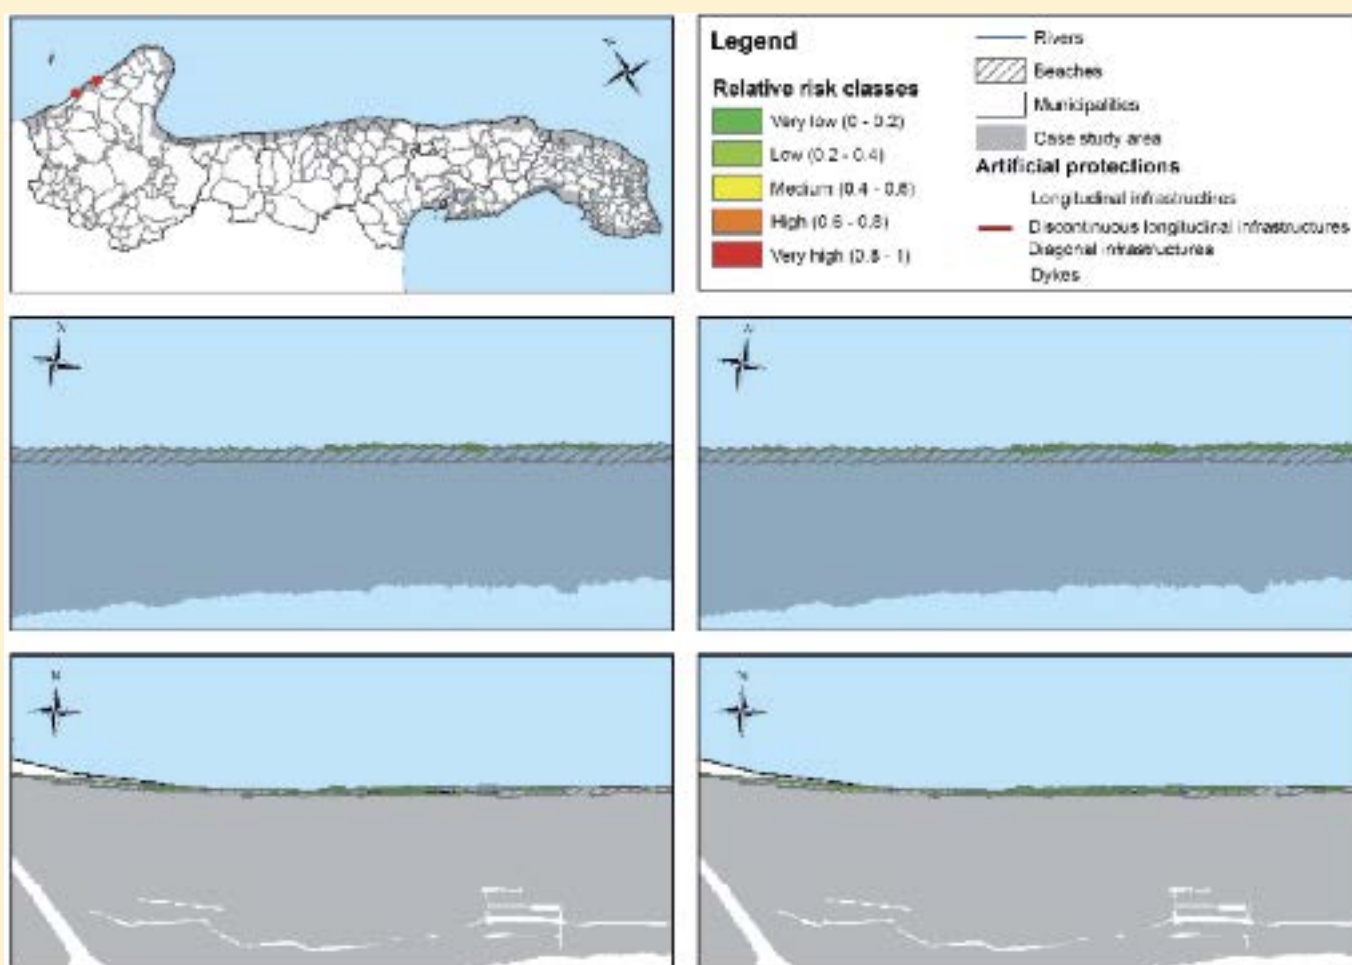 Legend
Relative risk classes
Very low (0 - 0.2)
Low (0.2 - 0.4)
Medium (0.4 - 0.6)
High (0.6 - 0.8)
Very high (0.8 - 1)
Rivers
Beaches
Municipalities
Case study area
Artificial protections
Longitudinal infrastructires
Discontinuous longitudinal infrastructures
Diagonal infrastructures
Dykes
N
N
N
N